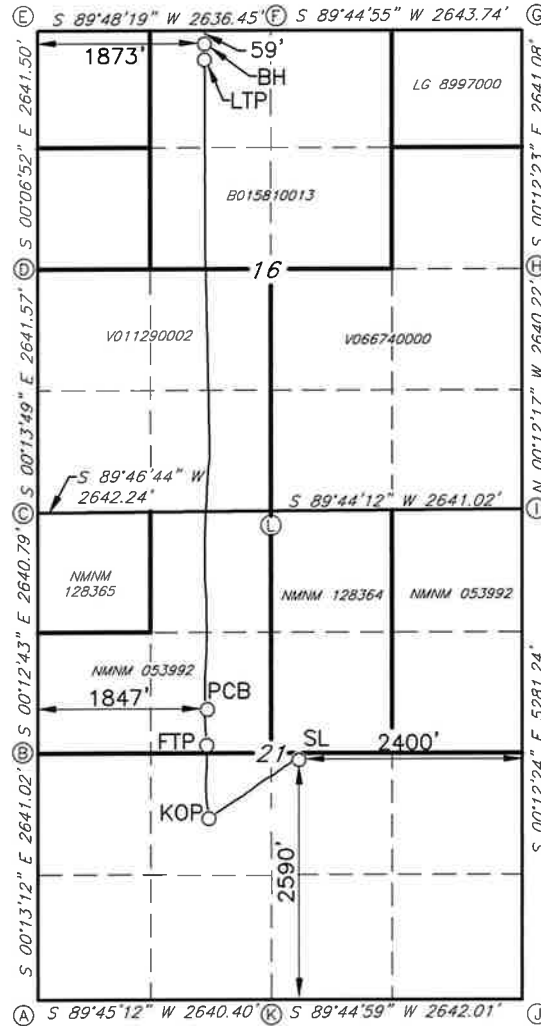 E S 89°48'19" W 2636.45' F S 89°44'55" W 2643.74' G
1873' 59'
BH
LTP
LG 8997000
S 00°06'52" E 2641.50'
S 00°12'23" E 2641.08'
B015810013
D 16 H
V011290002 V066740000
S 00°13'49" E 2641.57'
N 00°12'17" W 2640.22'
S 89°46'44" W
2642.24'
S 89°44'12" W 2641.02'
C L I
NMNM
128365
NMNM 128364 NMNM 053992
S 00°12'43" E 2640.79'
NMNM 053992
1847' PCB
FTP SL
B 21 2400'
KOP
2590'
S 00°13'12" E 2641.02'
S 00°12'24" E 5281.24'
A S 89°45'12" W 2640.40' K S 89°44'59" W 2642.01' J